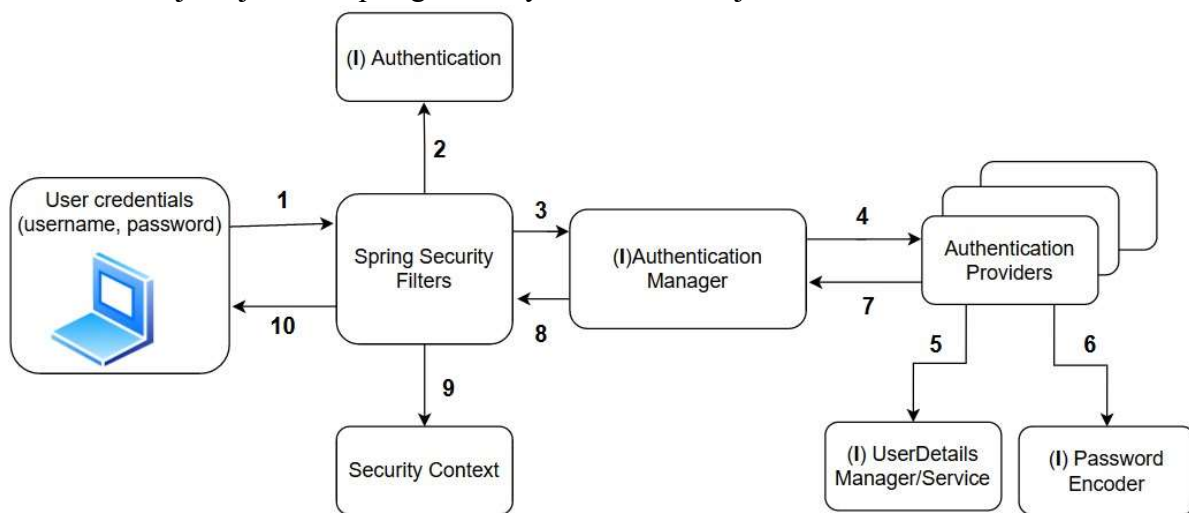 (I) Authentication
2
User credentials
(username, password)
1
Spring Security
Filters
3
(I)Authentication
Manager
4
Authentication
Providers
10
8
7
5
6
9
Security Context
(I) UserDetails
Manager/Service
(I) Password
Encoder